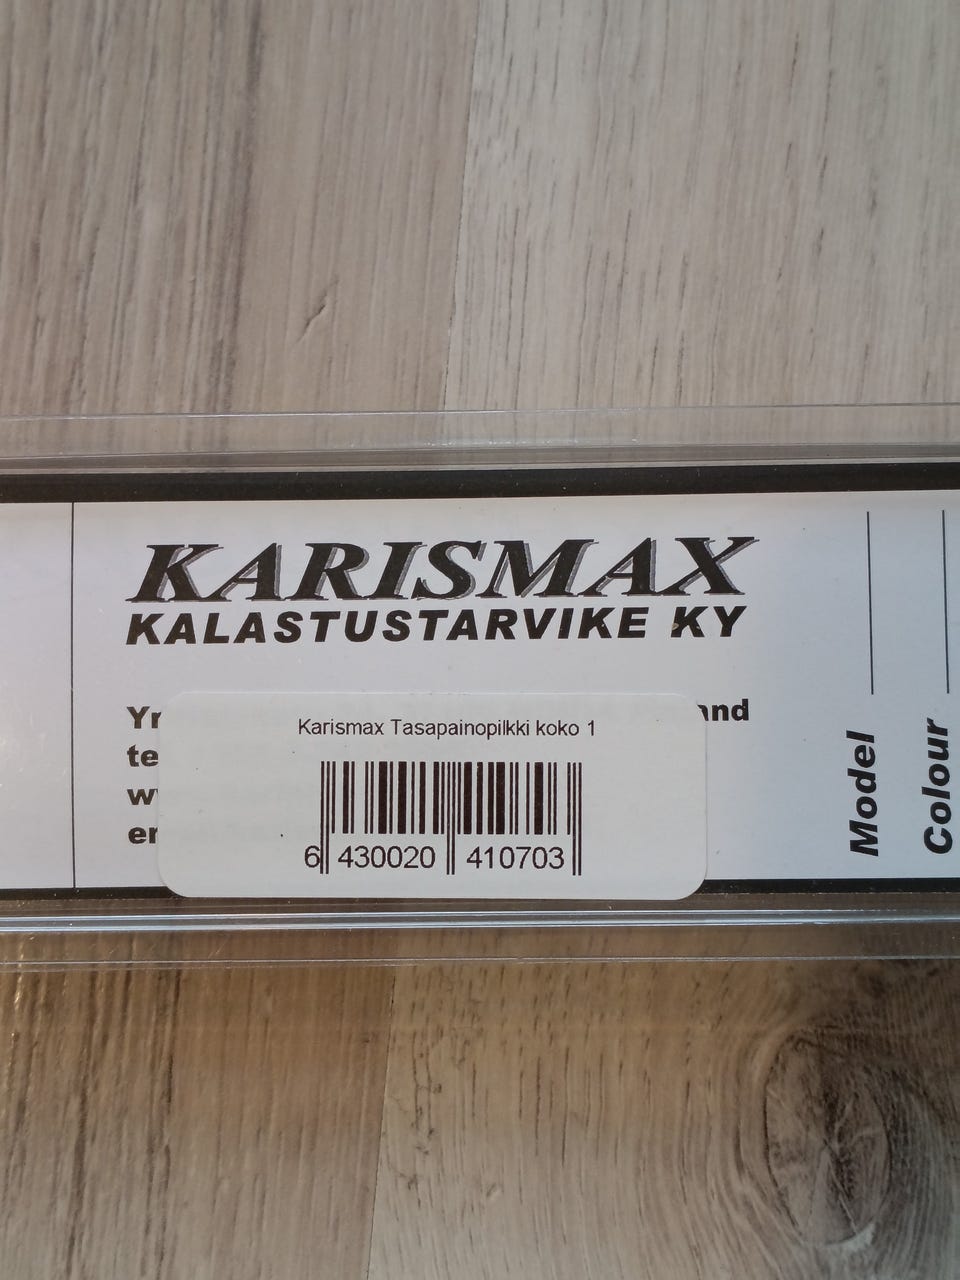 KARISMAX
KALASTUSTARVIKE KY
Karismax Tasapainopilkki koko 1
6 430020 410703
Model
Colour